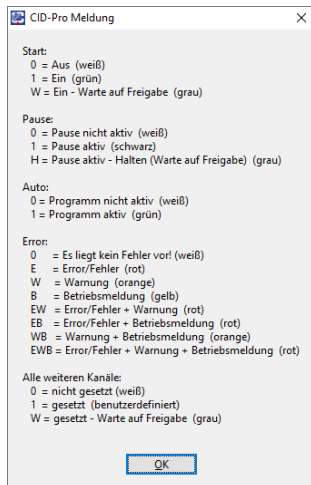 CID-Pro Meldung
Start:
0 = Aus (weiß)
1 = Ein (grün)
W = Ein - Warte auf Freigabe (grau)
Pause:
0 = Pause nicht aktiv (weiß)
1 = Pause aktiv (schwarz)
H = Pause aktiv - Halten (Warte auf Freigabe) (grau)
Auto:
0 = Programm nicht aktiv (weiß)
1 = Programm aktiv (grün)
Error:
0 = Es liegt kein Fehler vor! (weiß)
E = Error/Fehler (rot)
W = Warnung (orange)
B = Betriebsmeldung (gelb)
EW = Error/Fehler + Warnung (rot)
EB = Error/Fehler + Betriebsmeldung (rot)
WB = Warnung + Betriebsmeldung (orange)
EWB = Error/Fehler + Warnung + Betriebsmeldung (rot)
Alle weiteren Kanäle:
0 = nicht gesetzt (weiß)
1 = gesetzt (benutzerdefiniert)
W = gesetzt - Warte auf Freigabe (grau)
OK